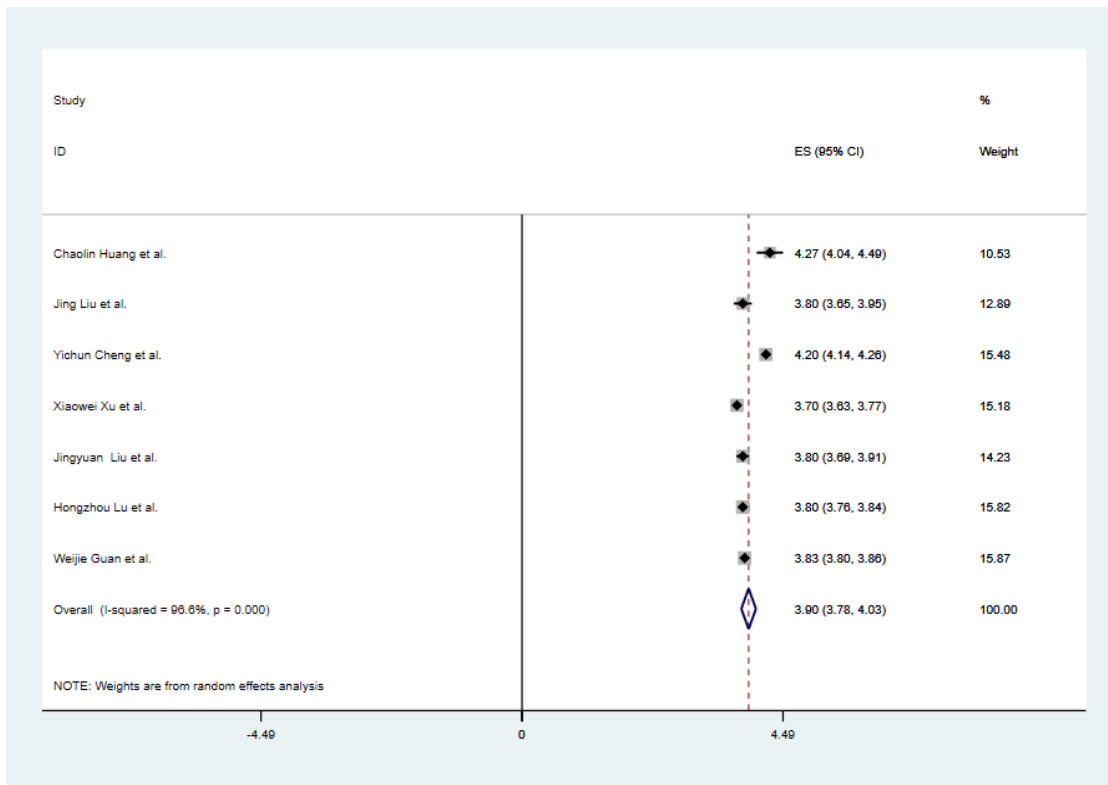 Study %
ID ES (95% CI) Weight
Chaolin Huang et al. 4.27 (4.04, 4.49) 10.53
Jing Liu et al. 3.80 (3.65, 3.95) 12.89
Yichun Cheng et al. 4.20 (4.14, 4.26) 15.48
Xiaowei Xu et al. 3.70 (3.63, 3.77) 15.18
Jingyuan Liu et al. 3.80 (3.69, 3.91) 14.23
Hongzhou Lu et al. 3.80 (3.76, 3.84) 15.82
Weijie Guan et al. 3.83 (3.80, 3.86) 15.87
Overall (I-squared = 96.6%, p = 0.000) 3.90 (3.78, 4.03) 100.00
NOTE: Weights are from random effects analysis
-4.49 0 4.49